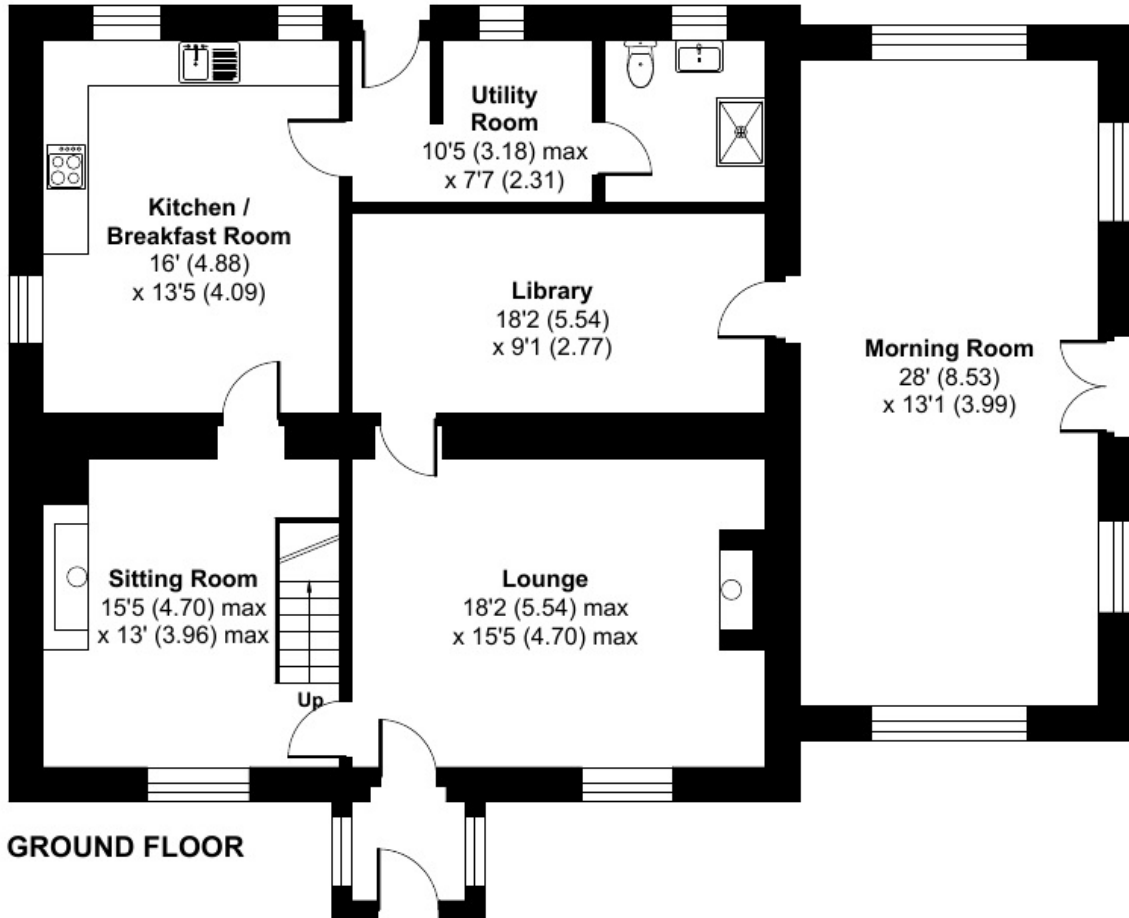 Utility
Room
10'5 (3.18) max
x 7'7 (2.31)
Kitchen /
Breakfast Room
16' (4.88)
x 13'5 (4.09)
Library
18'2 (5.54)
x 9'1 (2.77)
Morning Room
28' (8.53)
x 13'1 (3.99)
Sitting Room
15'5 (4.70) max
x 13' (3.96) max
Up
Lounge
18'2 (5.54) max
x 15'5 (4.70) max
GROUND FLOOR